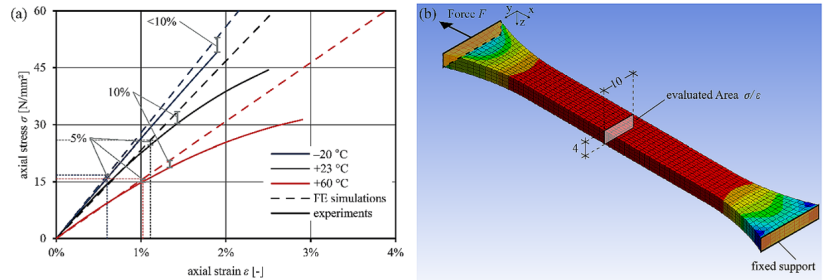 (a)
60
45
30
15
0
axial stress σ [N/mm²]
<10%
10%
5%
–20 °C
+23 °C
+60 °C
FE simulations
experiments
0%
1%
2%
3%
4%
axial strain ε [-]
(b)
Force F
y
x
z
10
evaluated Area σ/ε
4
fixed support